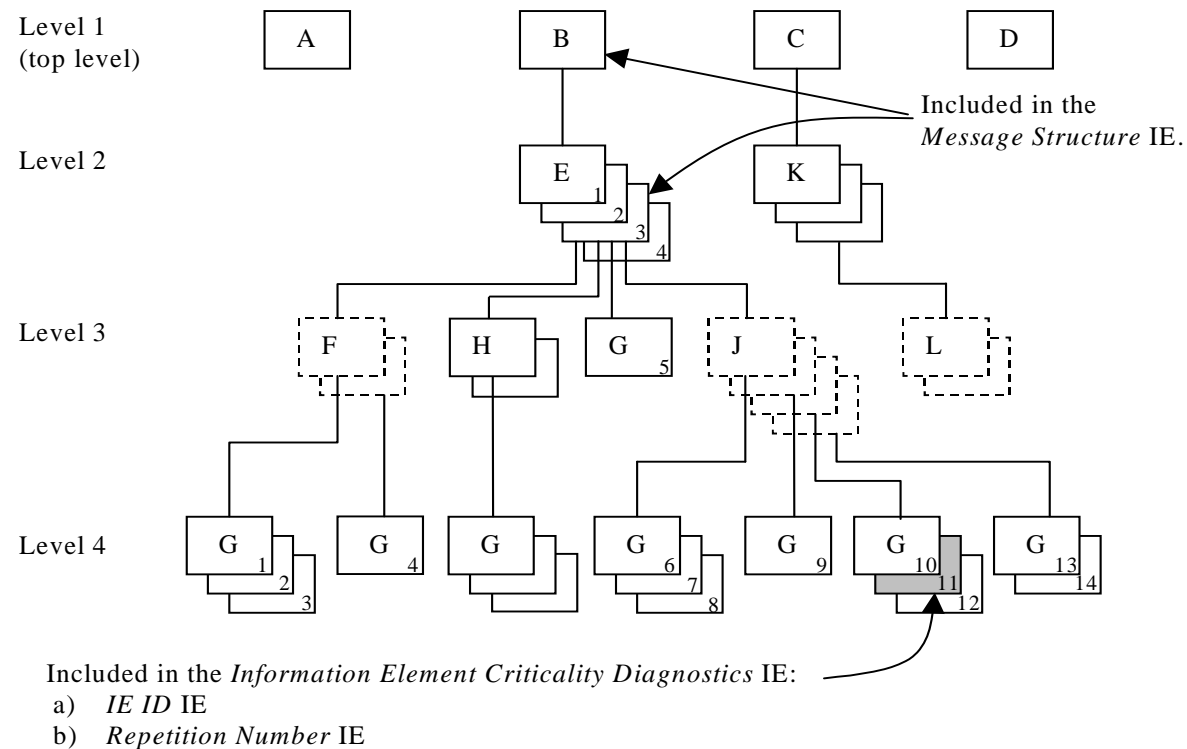 Level 1
(top level)
A
B
C
D
Included in the
Message Structure IE.
Level 2
E
1
2
3
4
K
Level 3
F
H
G
5
J
L
Level 4
G
1
2
3
G
4
G
G
6
7
8
G
9
G
10
11
12
G
13
14
Included in the Information Element Criticality Diagnostics IE:
a) IE ID IE
b) Repetition Number IE